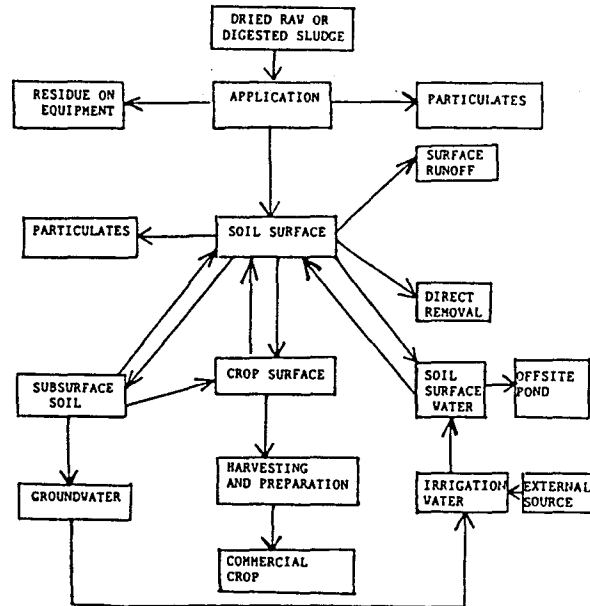 DRIED RAW OR
DIGESTED SLUDGE
RESIDUE ON
EQUIPMENT
APPLICATION
PARTICULATES
SURFACE
RUNOFF
PARTICULATES
SOIL SURFACE
DIRECT
REMOVAL
SUBSURFACE
SOIL
CROP SURFACE
SOIL
SURFACE
WATER
OFFSITE
POND
GROUNDWATER
HARVESTING
AND PREPARATION
IRRIGATION
WATER
EXTERNAL
SOURCE
COMMERCIAL
CROP